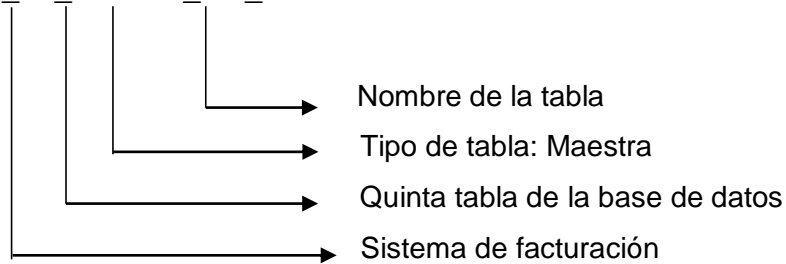 Nombre de la tabla
Tipo de tabla: Maestra
Quinta tabla de la base de datos
Sistema de facturación